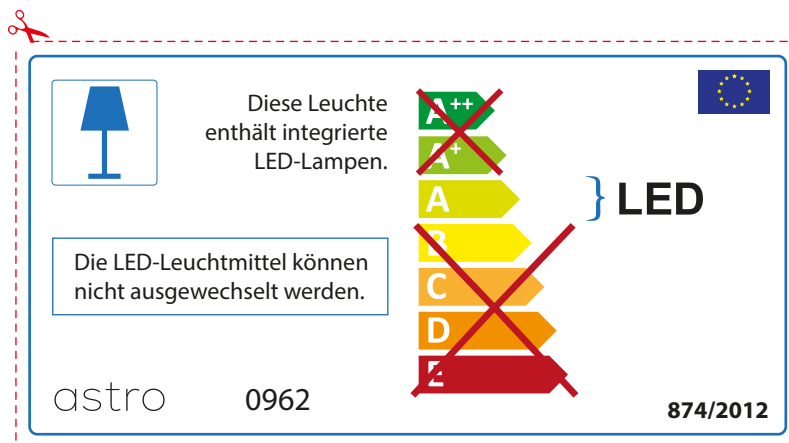 Diese Leuchte
enthält integrierte
LED-Lampen.
Die LED-Leuchtmittel können
nicht ausgewechselt werden.
A++
A+
A
B
C
D
E
LED
astro
0962
874/2012